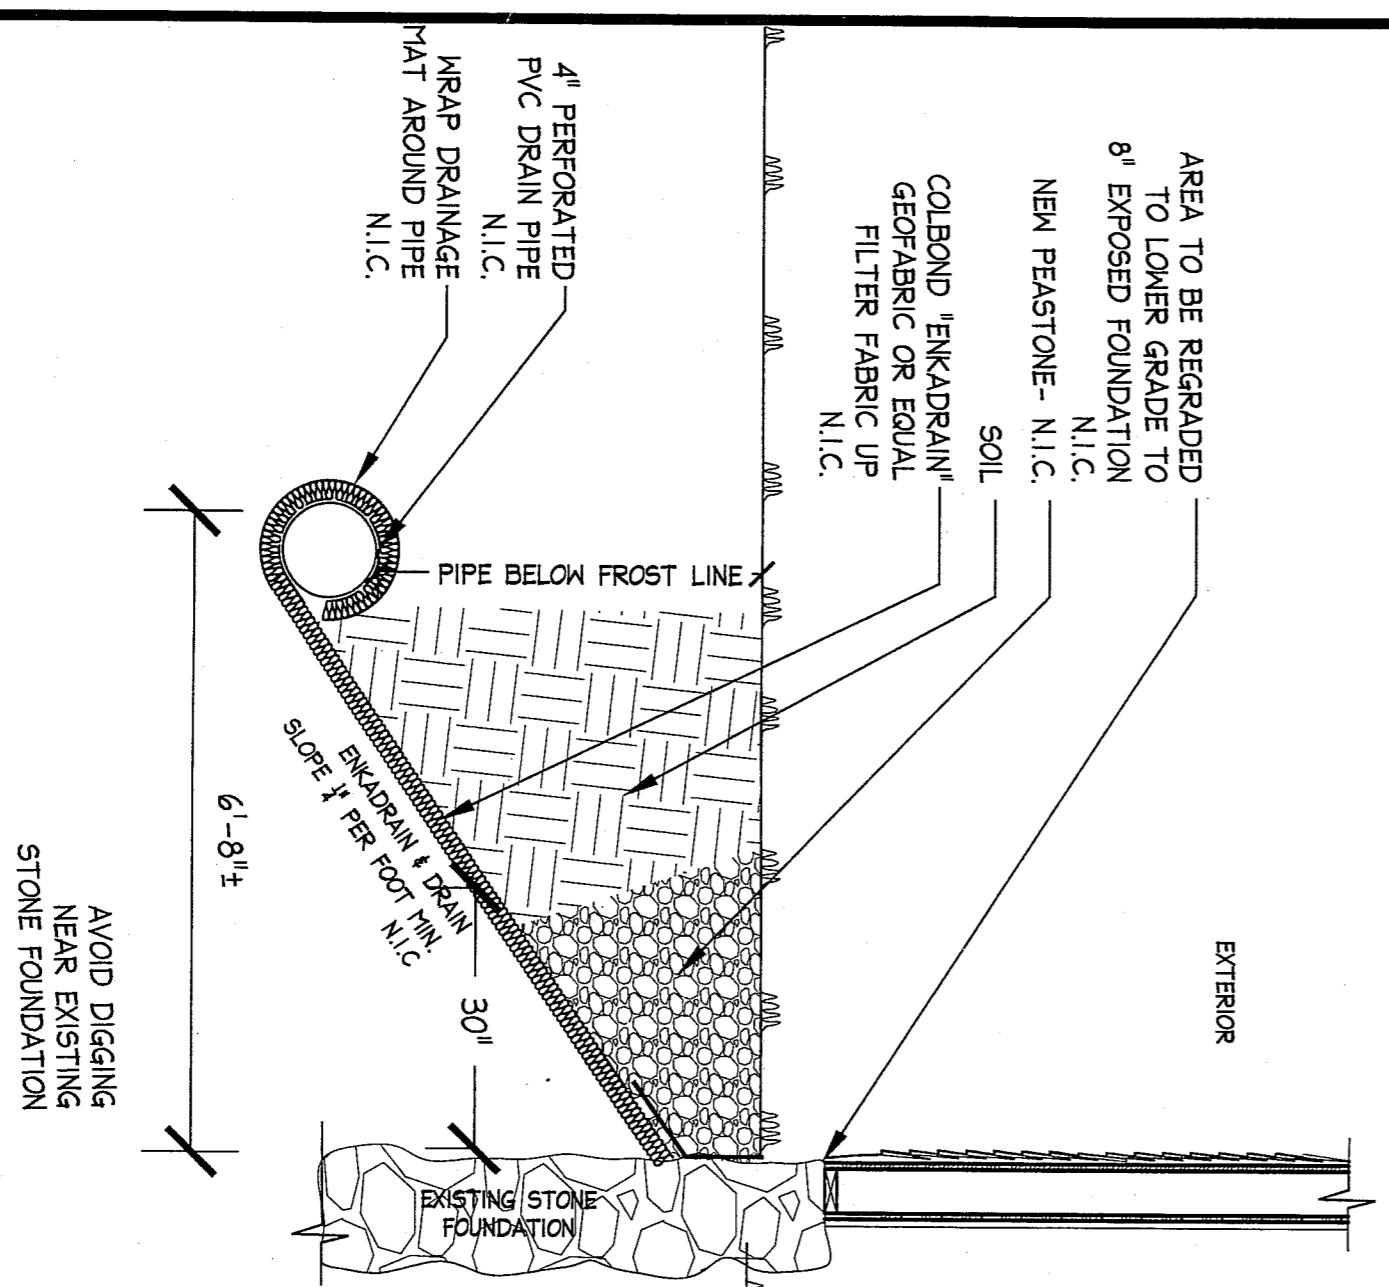 AREA TO BE REGRADED
TO LOWER GRADE TO
8" EXPOSED FOUNDATION
N.I.C.
NEW PEASTONE- N.I.C.
SOIL
COLBOND "ENKADRAIN"
GEOFABRIC OR EQUAL
FILTER FABRIC UP
N.I.C.
4" PERFORATED
PVC DRAIN PIPE
N.I.C.
WRAP DRAINAGE
MAT AROUND PIPE
N.I.C.
EXTERIOR
PIPE BELOW FROST LINE
ENKADRAIN & DRAIN
SLOPE 1/4" PER FOOT MIN.
N.I.C
30"
6'-8"±
EXISTING STONE
FOUNDATION
AVOID DIGGING
NEAR EXISTING
STONE FOUNDATION